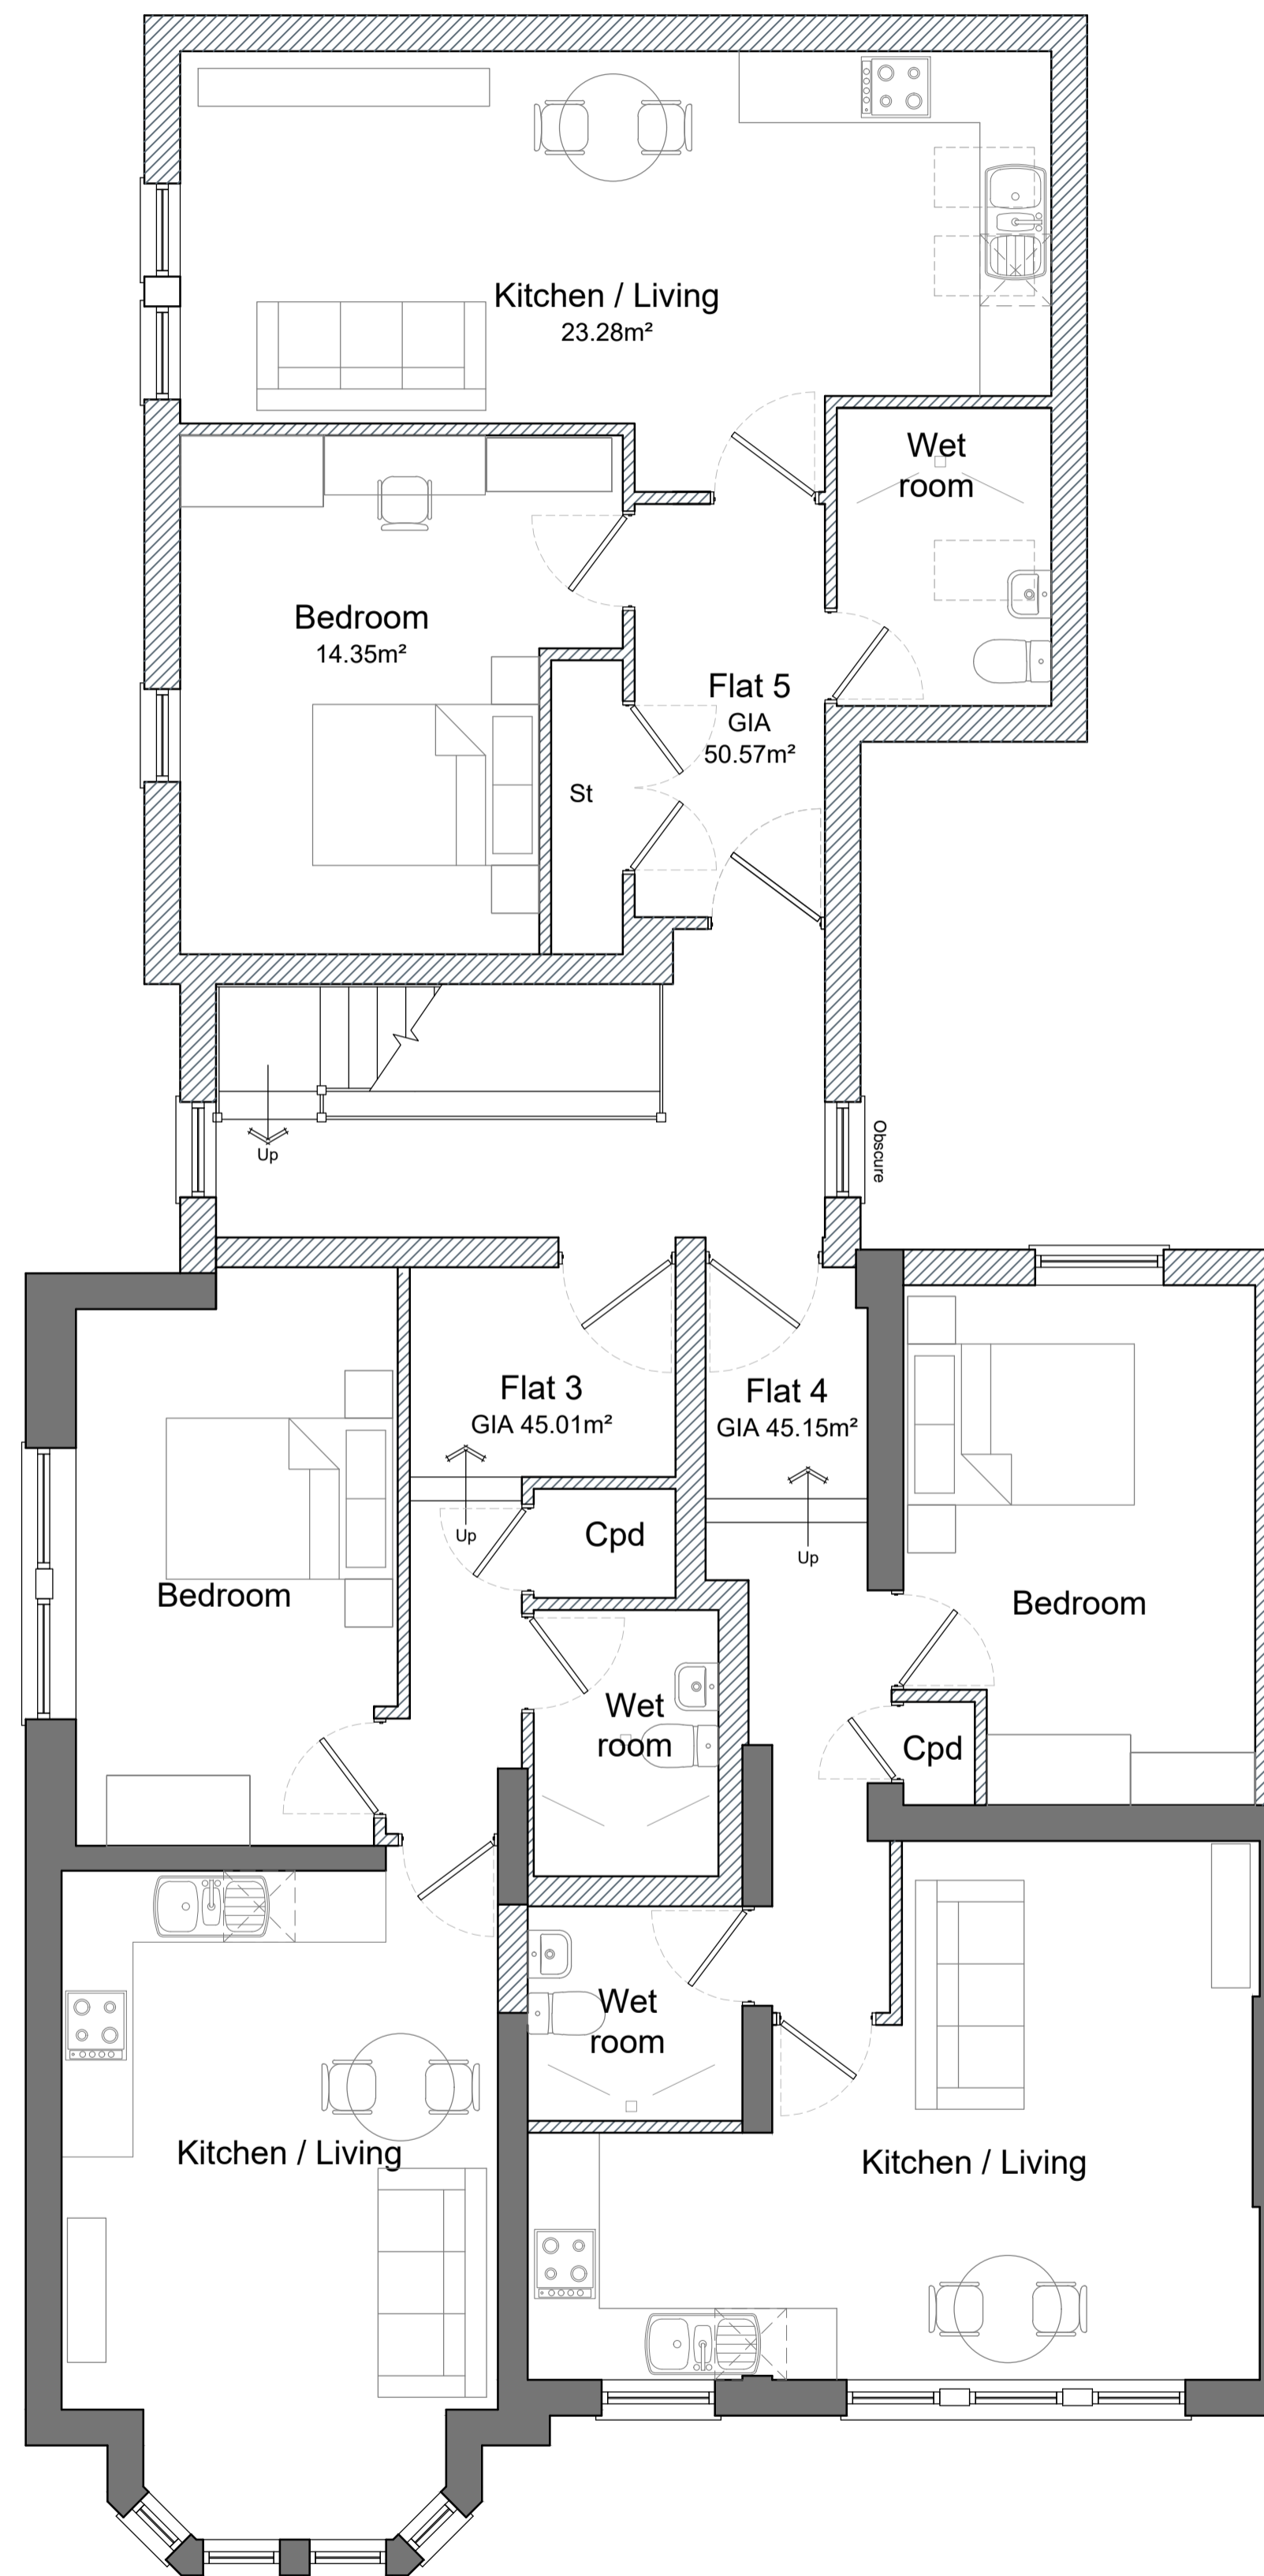 Kitchen / Living
23.28m²
Wet
room
Bedroom
14.35m²
Flat 5
GIA
50.57m²
St
Obscure
Up
Flat 3
GIA 45.01m²
Flat 4
GIA 45.15m²
Up
Cpd
Up
Bedroom
Bedroom
Wet
room
Cpd
Wet
room
Kitchen / Living
Kitchen / Living